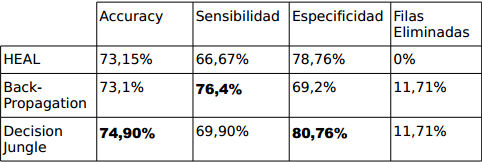 Accuracy Sensibilidad Especificidad Filas
Eliminadas
HEAL 73,15% 66,67% 78,76% 0%
Back-
Propagation 73,1% 76,4% 69,2% 11,71%
Decision
Jungle 74,90% 69,90% 80,76% 11,71%